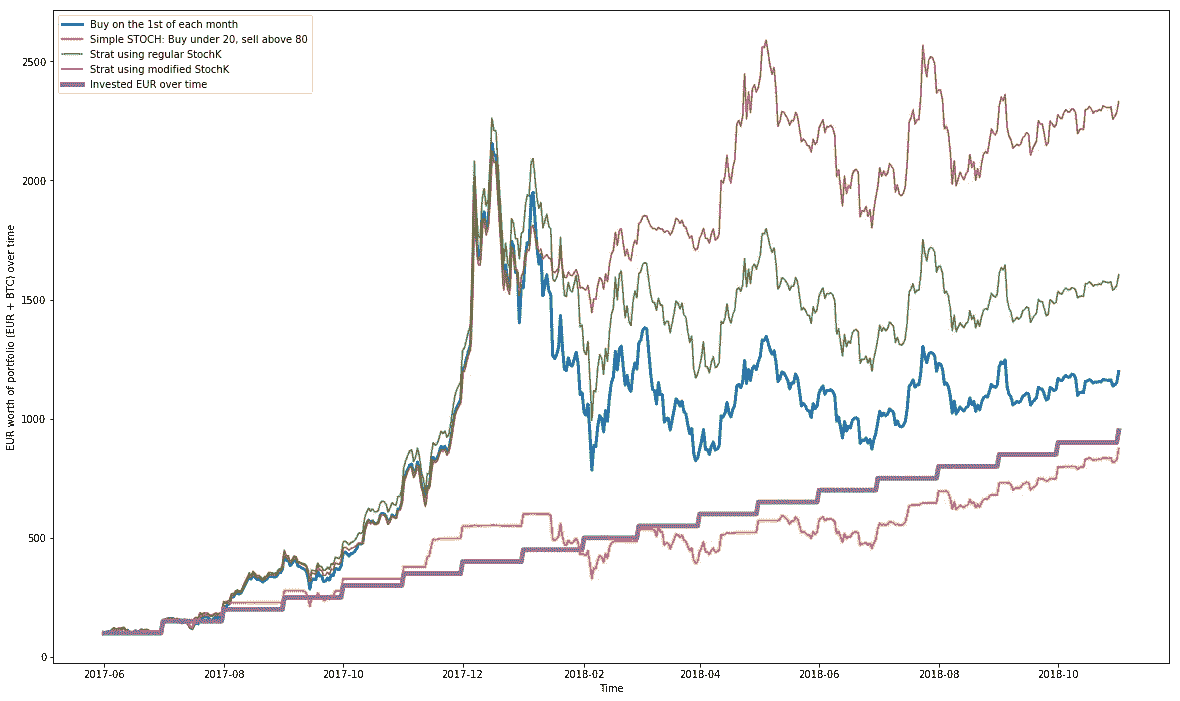 Buy on the 1st of each month
Simple STOCH: Buy under 20, sell above 80
Strat using regular StochK
Strat using modified StochK
Invested EUR over time
EUR worth of portfolio (EUR + BTC) over time
2500
2000
1500
1000
500
0
2017-06
2017-08
2017-10
2017-12
2018-02
2018-04
2018-06
2018-08
2018-10
Time